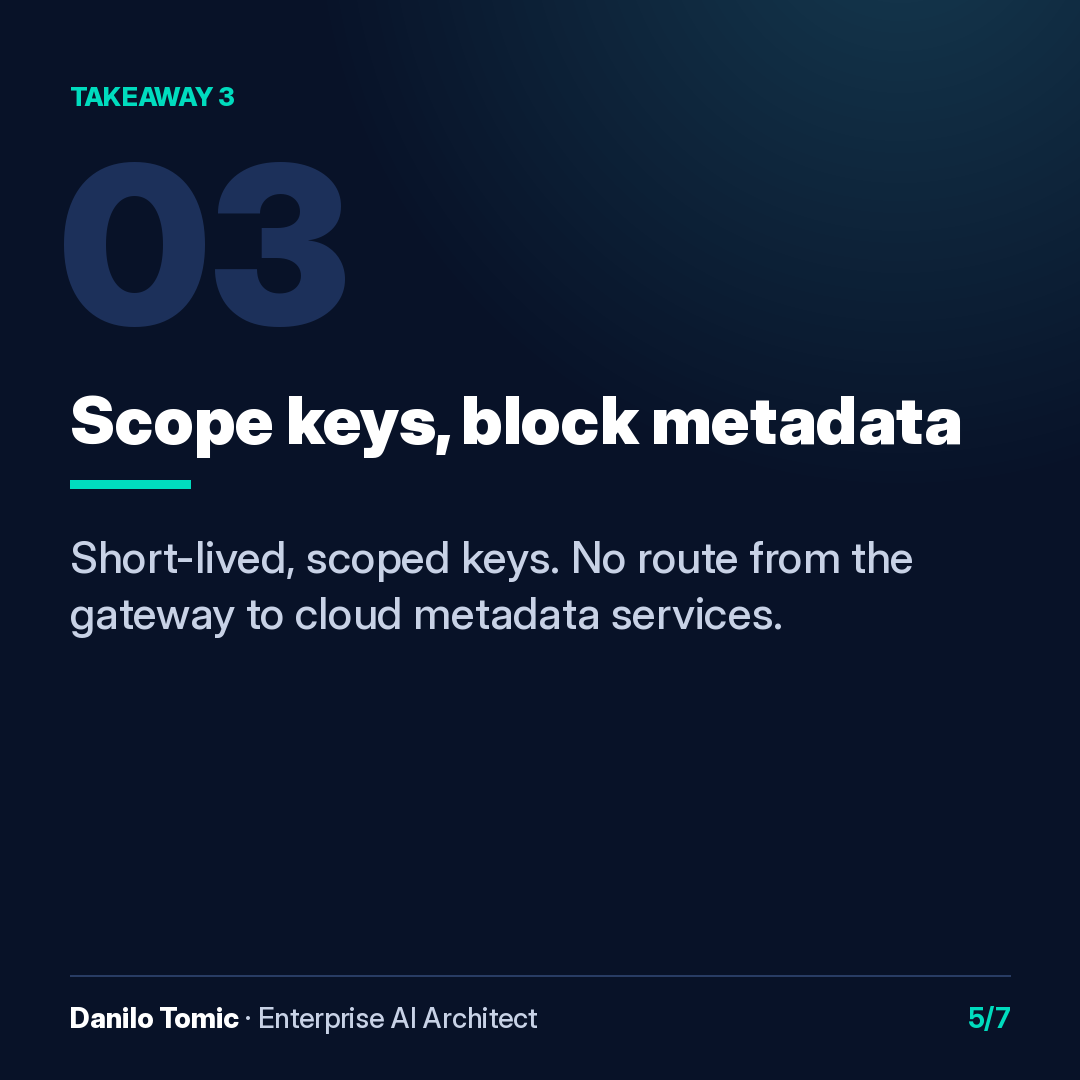 TAKEAWAY 3
03
Scope keys, block metadata
Short-lived, scoped keys. No route from the
gateway to cloud metadata services.
Danilo Tomic · Enterprise AI Architect
5/7